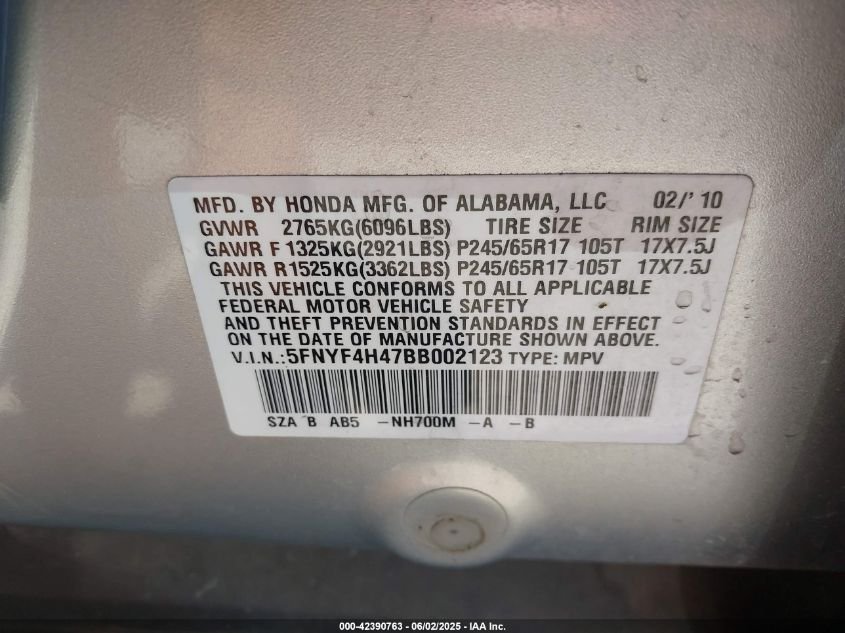 MFD. BY HONDA MFG. OF ALABAMA, LLC 02/' 10
GVWR 2765KG(6096LBS) TIRE SIZE RIM SIZE
GAWR F 1325KG(2921LBS) P245/65R17 105T 17X7.5J
GAWR R1525KG(3362LBS) P245/65R17 105T 17X7.5J
THIS VEHICLE CONFORMS TO ALL APPLICABLE
FEDERAL MOTOR VEHICLE SAFETY
AND THEFT PREVENTION STANDARDS IN EFFECT
ON THE DATE OF MANUFACTURE SHOWN ABOVE.
V.I.N.:5FNYF4H47BB002123 TYPE: MPV
SZA B AB5 -NH700M -A -B
000-42390763 - 06/02/2025 - IAA Inc.